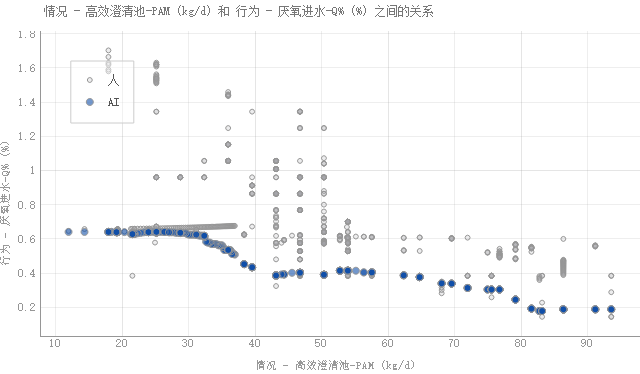 情况 - 高效澄清池-PAM (kg/d) 和 行为 - 厌氧进水-Q% (%) 之间的关系
人
AI
1.8
1.6
1.4
1.2
1
0.8
0.6
0.4
0.2
行为 - 厌氧进水-Q% (%)
10 20 30 40 50 60 70 80 90
情况 - 高效澄清池-PAM (kg/d)